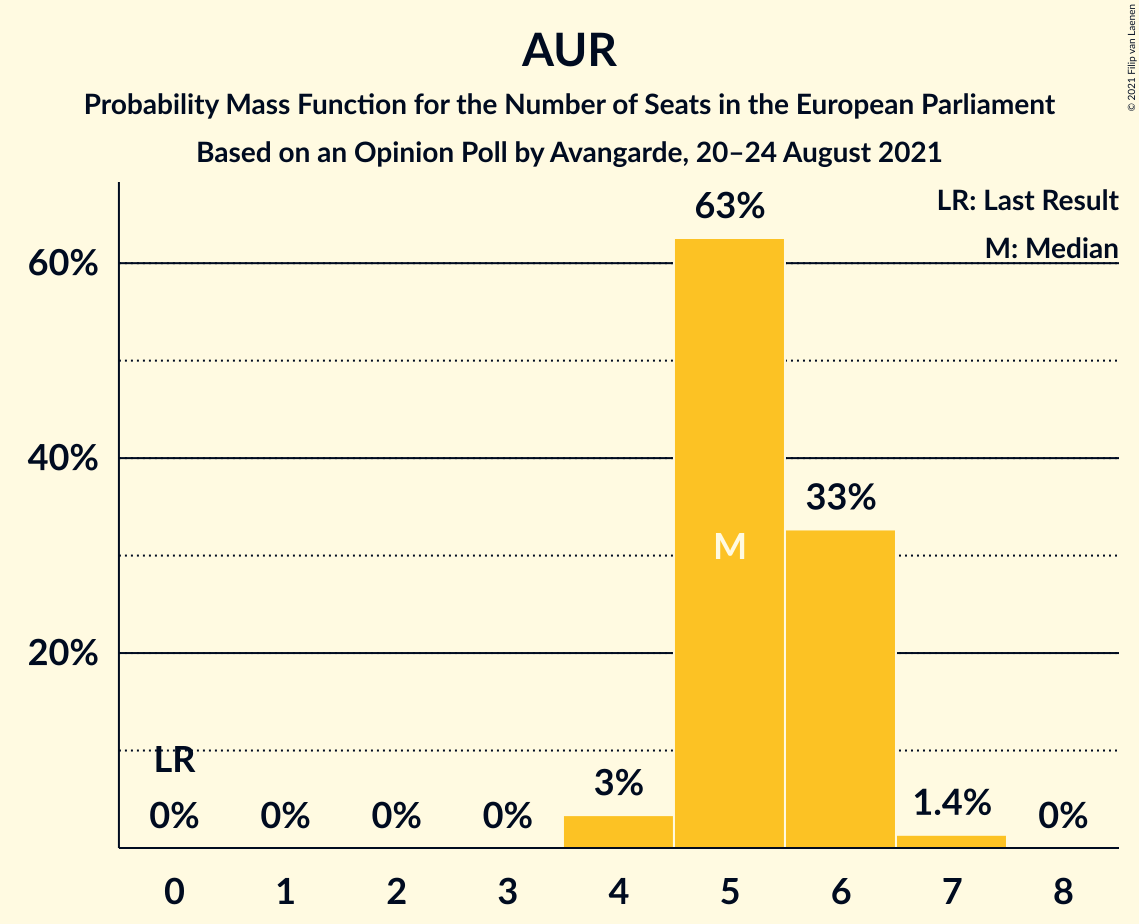 AUR
Probability Mass Function for the Number of Seats in the European Parliament
Based on an Opinion Poll by Avangarde, 20–24 August 2021
© 2021 Filip van Laenen
LR: Last Result
M: Median
60%
40%
20%
63%
33%
M
LR
0%
0%
0%
0%
3%
1.4%
0%
0
1
2
3
4
5
6
7
8